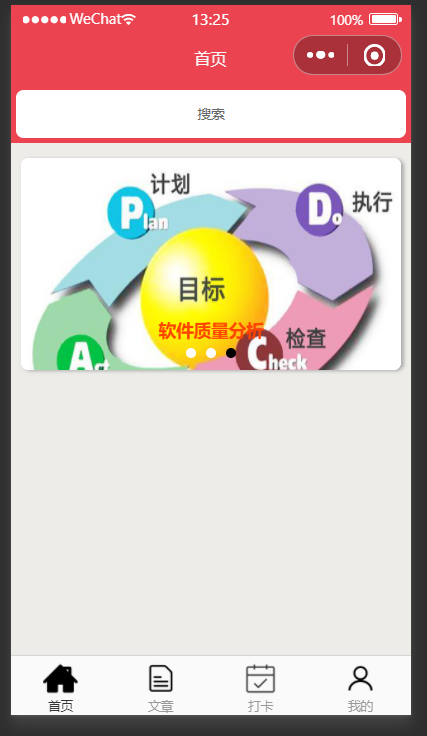 WeChat 13:25 100%
首页
搜索
计划
Plan
Do 执行
目标
软件质量分析
检查
Check
Act
首页 文章 打卡 我的